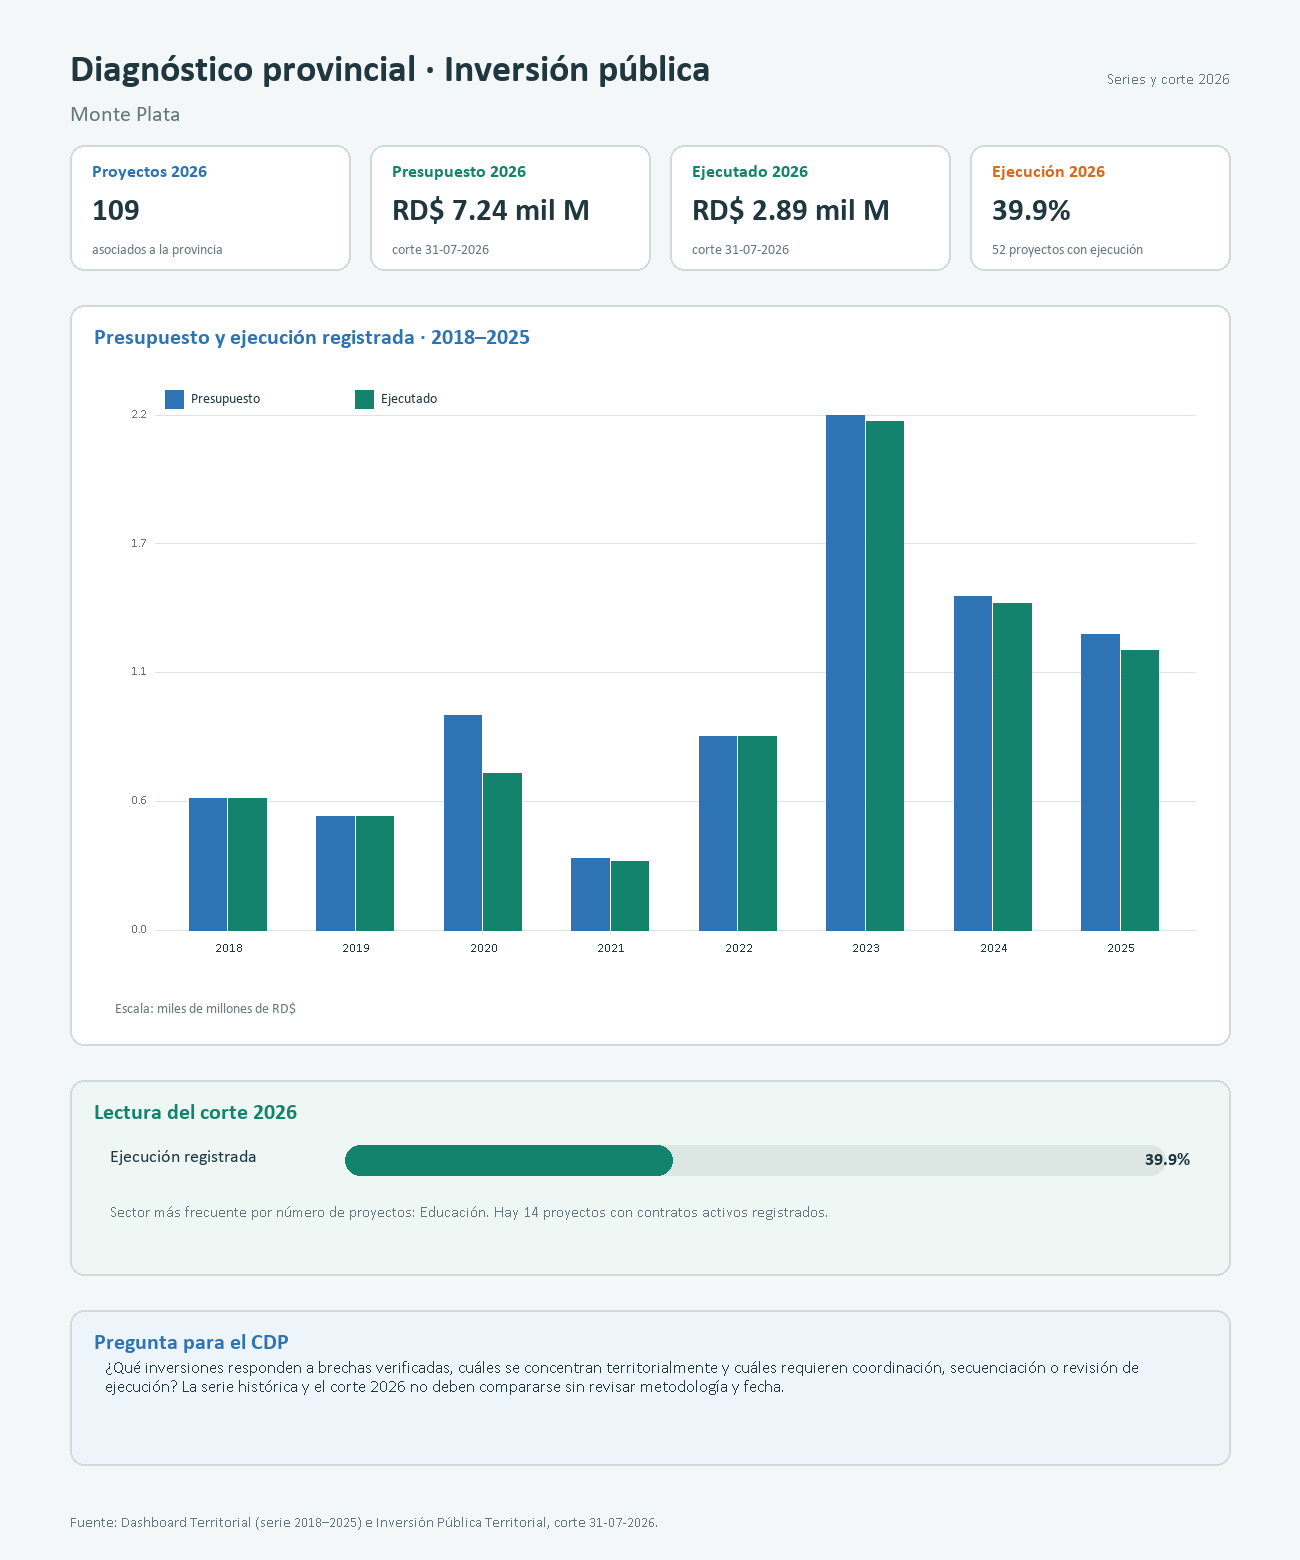 Diagnóstico provincial · Inversión pública
Series y corte 2026
Monte Plata
Proyectos 2026
109
asociados a la provincia
Presupuesto 2026
RD$ 7.24 mil M
corte 31-07-2026
Ejecutado 2026
RD$ 2.89 mil M
corte 31-07-2026
Ejecución 2026
39.9%
52 proyectos con ejecución
Presupuesto y ejecución registrada · 2018–2025
Presupuesto
Ejecutado
2.2
1.7
1.1
0.6
0.0
2018
2019
2020
2021
2022
2023
2024
2025
Escala: miles de millones de RD$
Lectura del corte 2026
Ejecución registrada
39.9%
Sector más frecuente por número de proyectos: Educación. Hay 14 proyectos con contratos activos registrados.
Pregunta para el CDP
¿Qué inversiones responden a brechas verificadas, cuáles se concentran territorialmente y cuáles requieren coordinación, secuenciación o revisión de
ejecución? La serie histórica y el corte 2026 no deben compararse sin revisar metodología y fecha.
Fuente: Dashboard Territorial (serie 2018–2025) e Inversión Pública Territorial, corte 31-07-2026.